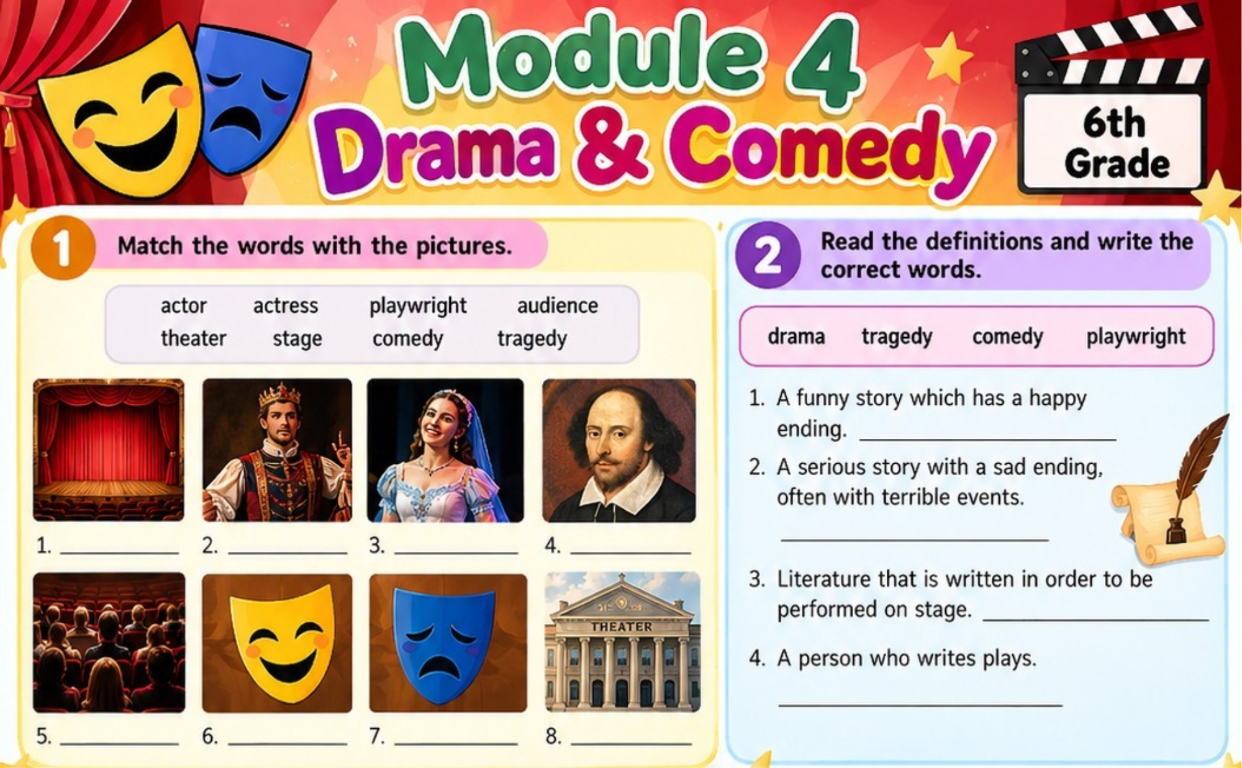 Module 4
Drama & Comedy
6th
Grade
1
Match the words with the pictures.
actor actress playwright audience
theater stage comedy tragedy
1. ____________ 2. ____________ 3. ____________ 4. ____________
THEATER
5. ____________ 6. ____________ 7. ____________ 8. ____________
2
Read the definitions and write the
correct words.
drama tragedy comedy playwright
1. A funny story which has a happy
ending. ____________
2. A serious story with a sad ending,
often with terrible events.
____________
3. Literature that is written in order to be
performed on stage. ____________
4. A person who writes plays.
____________